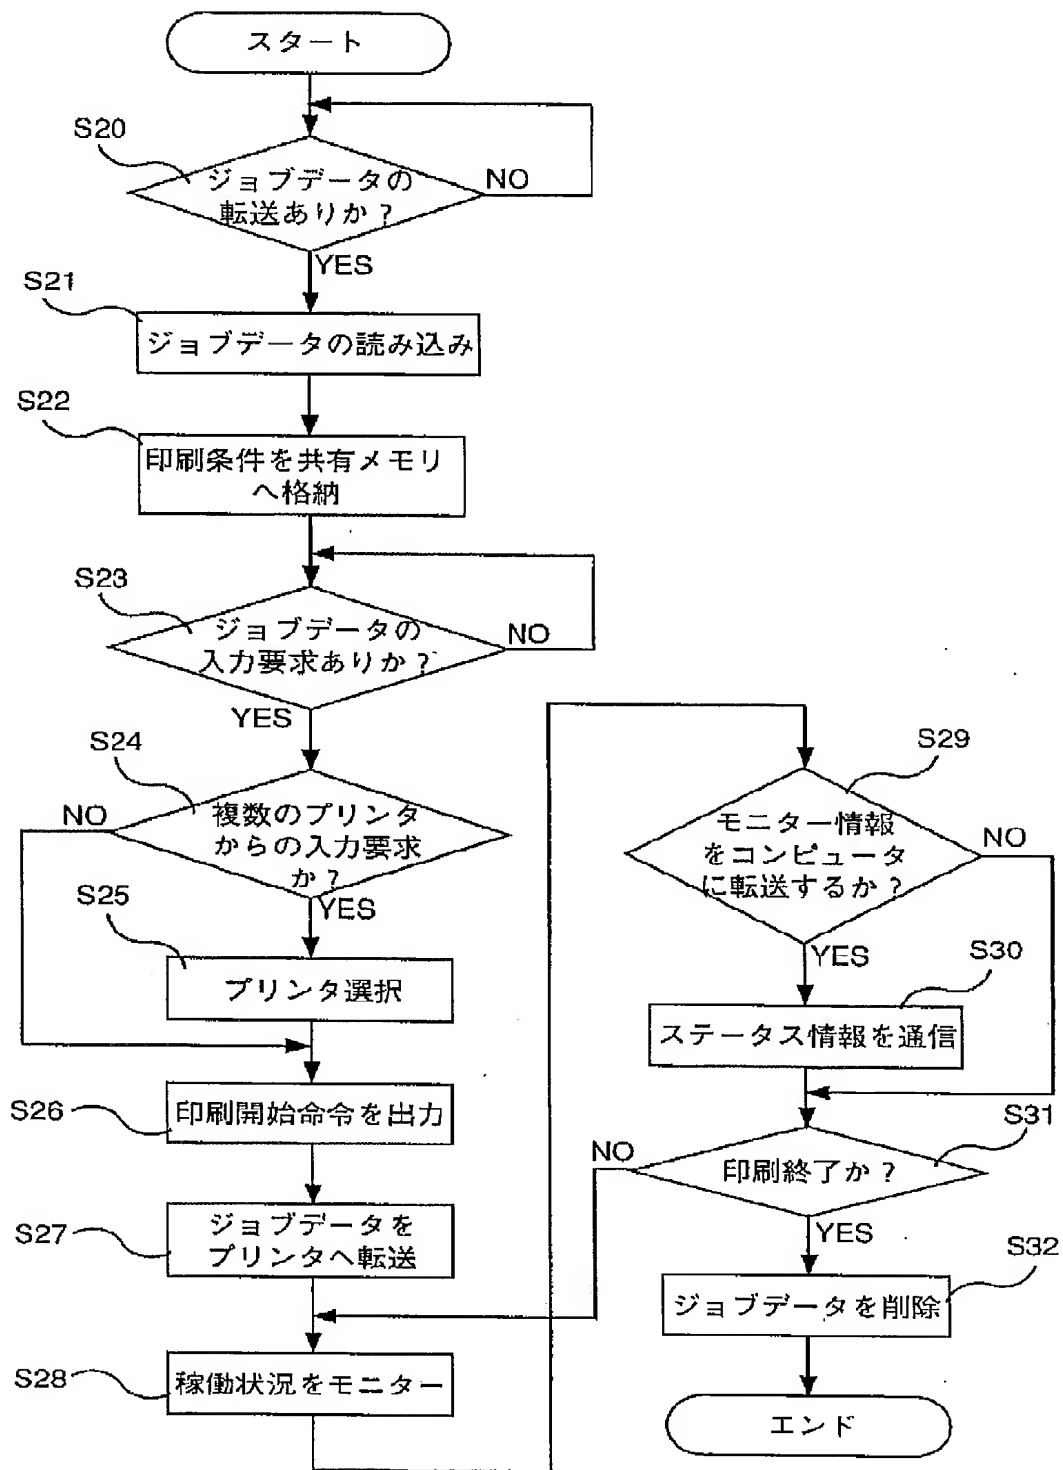 スタート
S20
ジョブデータの
転送ありか？
NO
YES
S21
ジョブデータの読み込み
S22
印刷条件を共有メモリ
へ格納
S23
ジョブデータの
入力要求ありか？
NO
YES
S24
複数のプリンタ
からの入力要求
か？
NO
YES
S25
プリンタ選択
S26
印刷開始命令を出力
S27
ジョブデータを
プリンタへ転送
S28
稼働状況をモニター
S29
モニター情報
をコンピュータ
に転送するか？
NO
YES
S30
ステータス情報を通信
S31
印刷終了か？
NO
YES
S32
ジョブデータを削除
エンド